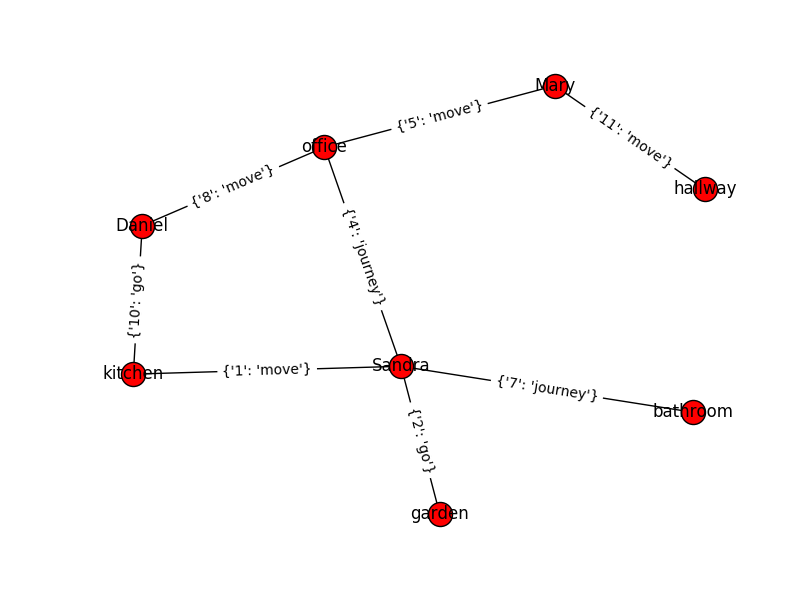 Mary
{'5': 'move'}
{'11': 'move'}
office
hallway
{'8': 'move'}
Daniel
{'4': 'journey'}
{'10': 'go'}
kitchen
{'1': 'move'}
Sandra
{'7': 'journey'}
bathroom
{'2': 'go'}
garden